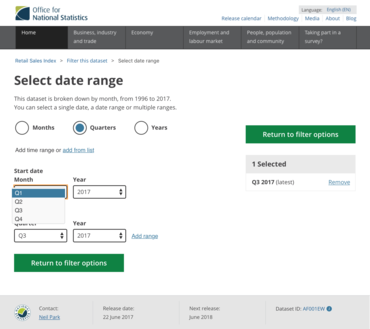 Office for
National Statistics
Language: English (EN)
Release calendar Methodology Media About Blog
Home
Business, industry
and trade
Economy
Employment and
labour market
People, population
and community
Taking part in a
survey?
Retail Sales Index > Filter this dataset > Select date range
Select date range
This dataset is broken down by month, from 1996 to 2017.
You can select a single date, a date range or multiple ranges.
Months Quarters Years
Return to filter options
Add time range or add from list
1 Selected
Q3 2017 (latest) Remove
Start date
Month Year
2017
Q1
Q2
Q3
Q4
Quarter Year
Q3 2017 Add range
Return to filter options
Contact:
Neil Park
Release date:
22 June 2017
Next release:
June 2018
Dataset ID: AF001EW